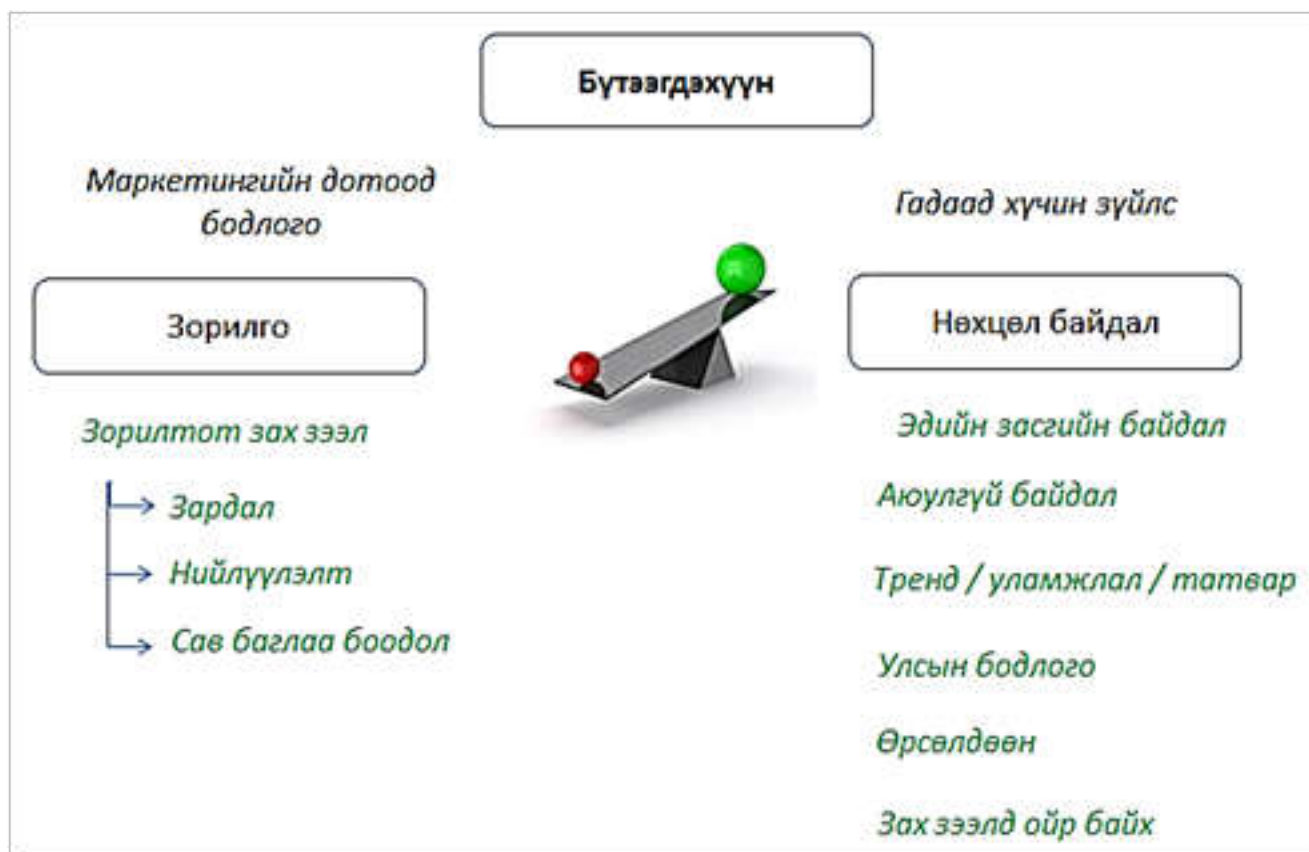 Бүтээгдэхүүн
Маркетингийн дотоод
бодлого
Зорилго
Зорилтот зах зээл
Зардал
Нийлүүлэлт
Сав баглаа боодол
Гадаад хүчин зүйлс
Нөхцөл байдал
Эдийн засгийн байдал
Аюулгүй байдал
Тренд / уламжлал / татвар
Улсын бодлого
Өрсөлдөөн
Зах зээлд ойр байх